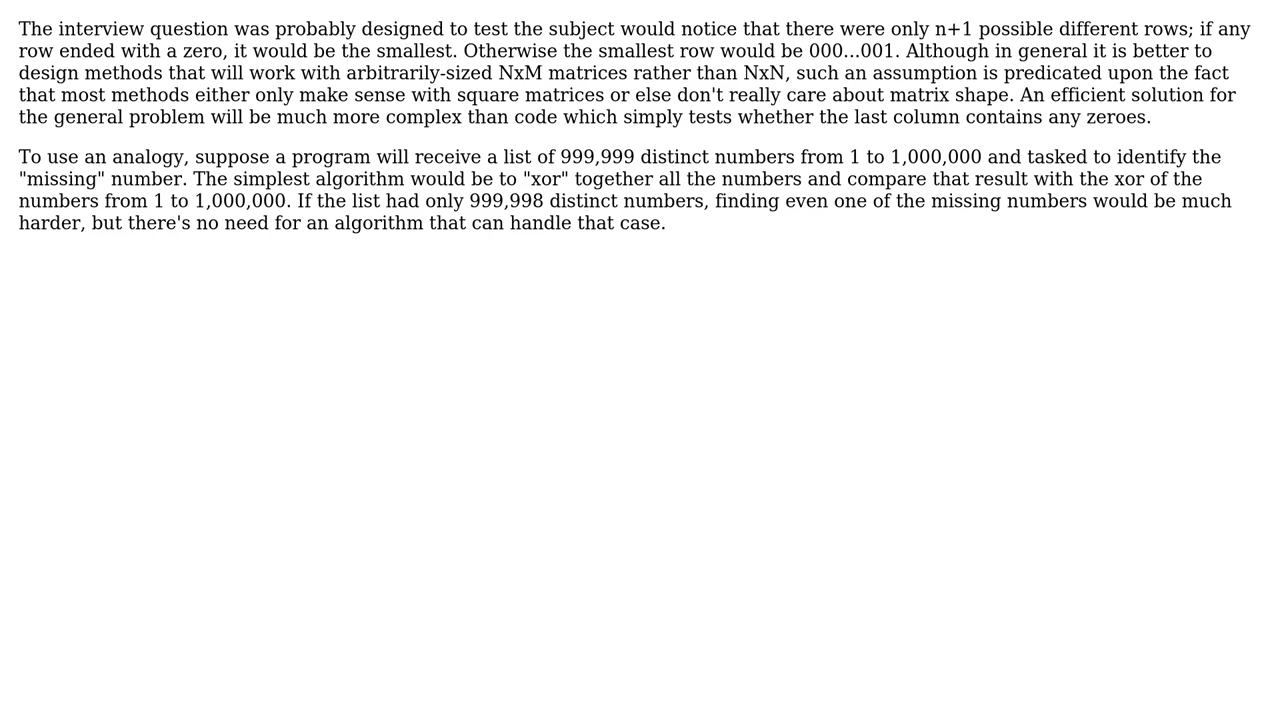 The interview question was probably designed to test the subject would notice that there were only n+1 possible different rows; if any
row ended with a zero, it would be the smallest. Otherwise the smallest row would be 000...001. Although in general it is better to
design methods that will work with arbitrarily-sized NxM matrices rather than NxN, such an assumption is predicated upon the fact
that most methods either only make sense with square matrices or else don't really care about matrix shape. An efficient solution for
the general problem will be much more complex than code which simply tests whether the last column contains any zeroes.
To use an analogy, suppose a program will receive a list of 999,999 distinct numbers from 1 to 1,000,000 and tasked to identify the
"missing" number. The simplest algorithm would be to "xor" together all the numbers and compare that result with the xor of the
numbers from 1 to 1,000,000. If the list had only 999,998 distinct numbers, finding even one of the missing numbers would be much
harder, but there's no need for an algorithm that can handle that case.